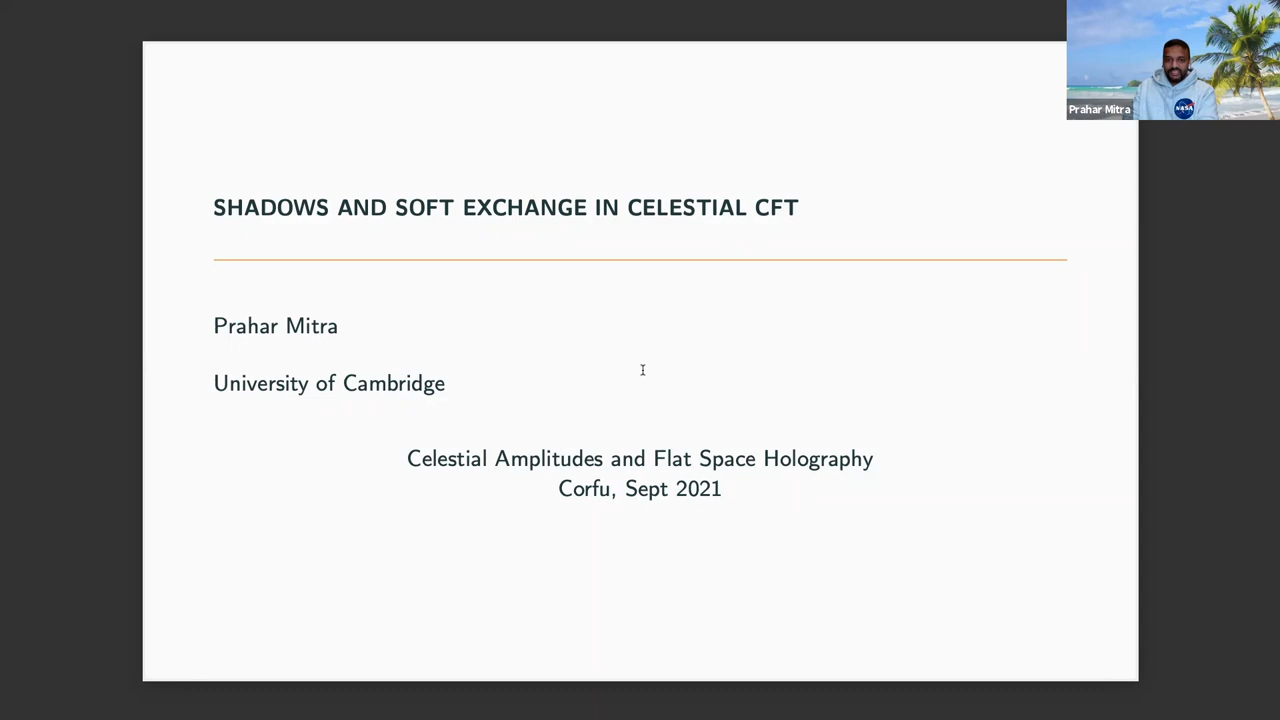 SHADOWS AND SOFT EXCHANGE IN CELESTIAL CFT
Prahar Mitra
University of Cambridge
Celestial Amplitudes and Flat Space Holography
Corfu, Sept 2021
Prahar Mitra
NASA